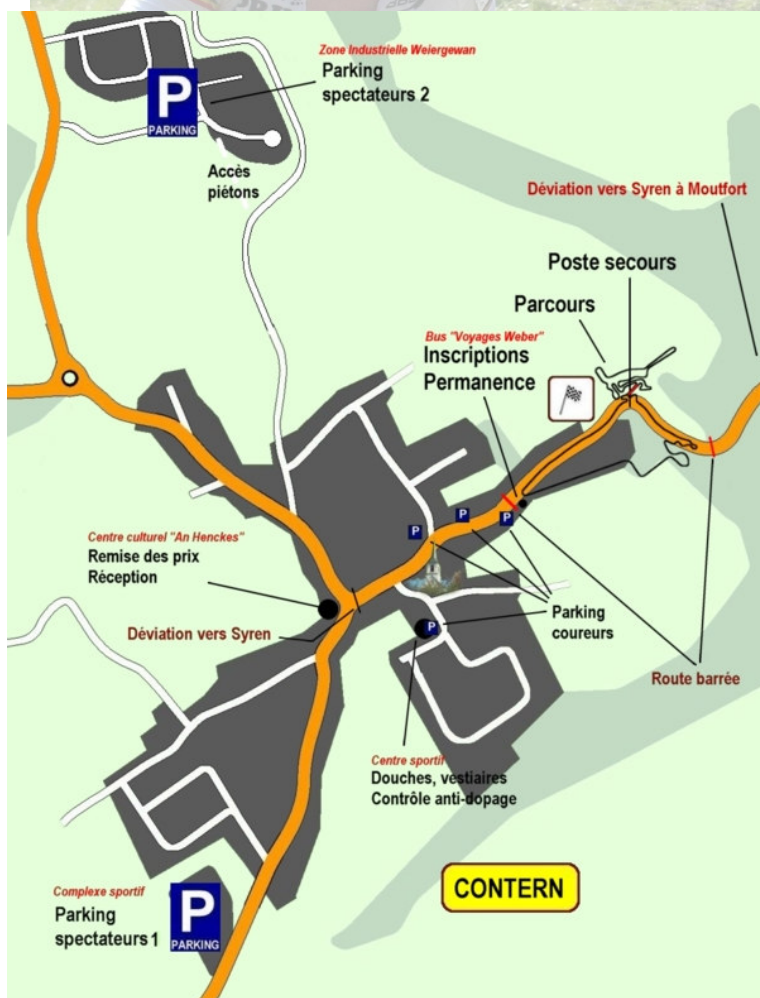 Zone Industrielle Weiergewan
Parking
spectateurs 2
P
PARKING
Accès
piétons
Déviation vers Syren à Moutfort
Poste secours
Parcours
Bus "Voyages Weber"
Inscriptions
Permanence
P
P
P
Centre culturel "An Henckes"
Remise des prix
Réception
Déviation vers Syren
P
Parking
coureurs
Route barrée
Centre sportif
Douches, vestiaires
Contrôle anti-dopage
CONTERN
Complexe sportif
Parking
spectateurs 1
P
PARKING